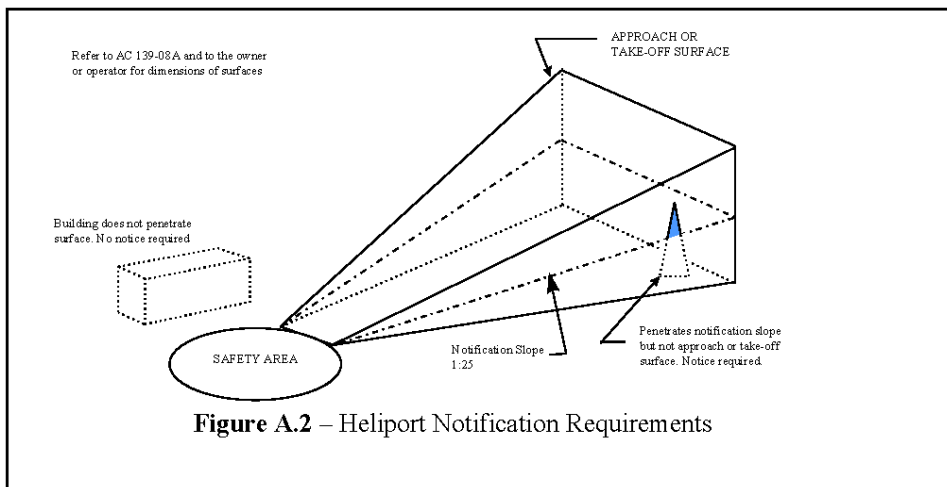 Refer to AC 139-08A and to the owner
or operator for dimensions of surfaces
APPROACH OR
TAKE-OFF SURFACE
Building does not penetrate
surface. No notice required
SAFETY AREA
Notification Slope
1:25
Penetrates notification slope
but not approach or take-off
surface. Notice required.
Figure A.2 – Heliport Notification Requirements